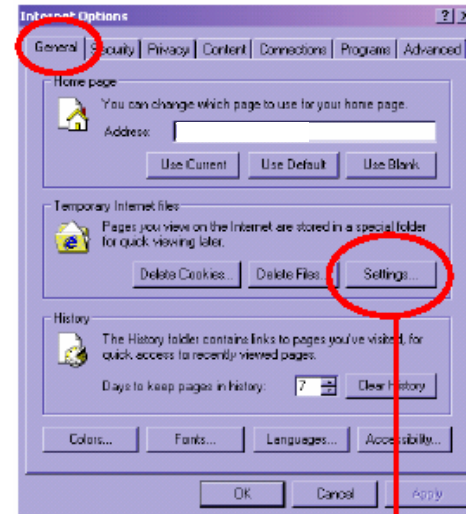 Internet Options
General Security Privacy Content Connections Programs Advanced
Home page
You can change which page to use for your home page.
Address:
Use Current Use Default Use Blank
Temporary Internet files
Pages you view on the Internet are stored in a special folder
for quick viewing later.
Delete Cookies... Delete Files... Settings...
History
The History folder contains links to pages you've visited, for
quick access to recently viewed pages.
Days to keep pages in history: 7 Clear History
Colors... Fonts... Languages... Accessibility...
OK Cancel Apply